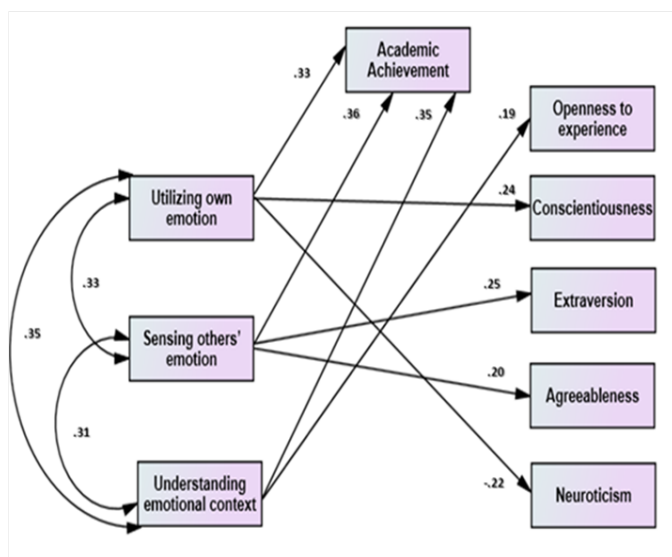 Academic
Achievement
.33
.36
.35
.19
Openness to
experience
Utilizing own
emotion
.24
Conscientiousness
.33
.25
Extraversion
.35
Sensing others'
emotion
.20
Agreeableness
.31
Understanding
emotional context
-.22
Neuroticism